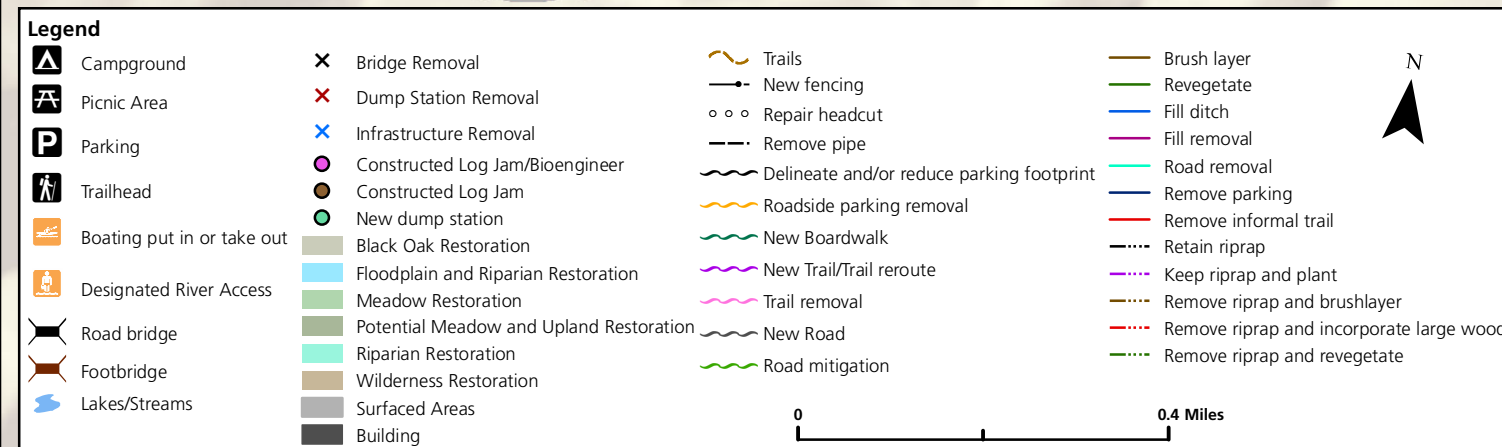 Legend
Campground
Picnic Area
P
Parking
Trailhead
Boating put in or take out
Designated River Access
Road bridge
Footbridge
Lakes/Streams
Bridge Removal
Dump Station Removal
Infrastructure Removal
Constructed Log Jam/Bioengineer
Constructed Log Jam
New dump station
Black Oak Restoration
Floodplain and Riparian Restoration
Meadow Restoration
Potential Meadow and Upland Restoration
Riparian Restoration
Wilderness Restoration
Surfaced Areas
Building
Trails
New fencing
Repair headcut
Remove pipe
Delineate and/or reduce parking footprint
Roadside parking removal
New Boardwalk
New Trail/Trail reroute
Trail removal
New Road
Road mitigation
Brush layer
Revegetate
Fill ditch
Fill removal
Road removal
Remove parking
Remove informal trail
Retain riprap
Keep riprap and plant
Remove riprap and brushlayer
Remove riprap and incorporate large wood
Remove riprap and revegetate
N
0 0.4 Miles